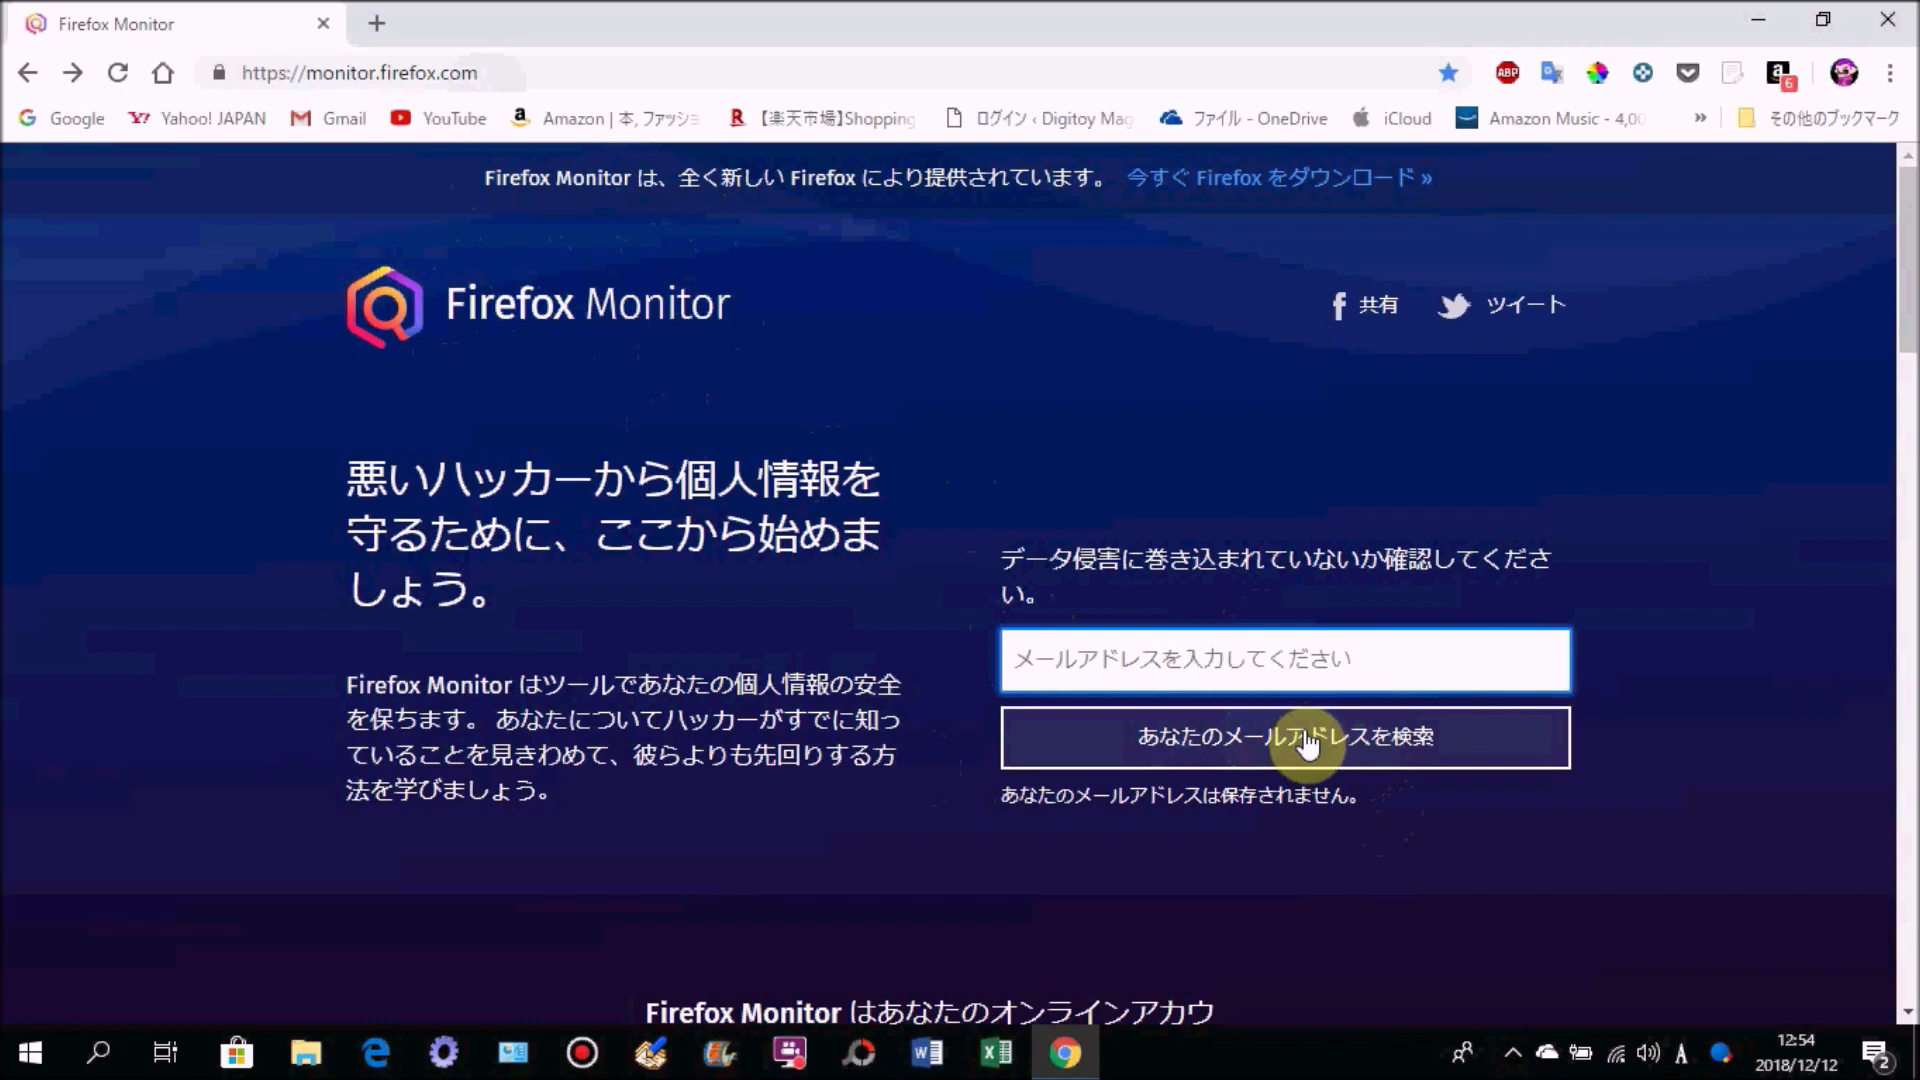 Firefox Monitor
https://monitor.firefox.com
Google
Yahoo! JAPAN
Gmail
YouTube
Amazon | 本, ファッシ
【楽天市場】Shopping
ログイン ‹ Digitoy Mag
ファイル - OneDrive
iCloud
Amazon Music - 4,00
»
その他のブックマーク
ABP
6
Firefox Monitor は、全く新しい Firefox により提供されています。 今すぐ Firefox をダウンロード »
Firefox Monitor
共有
ツイート
悪いハッカーから個人情報を
守るために、ここから始めま
しょう。
Firefox Monitor はツールであなたの個人情報の安全
を保ちます。 あなたについてハッカーがすでに知っ
ていることを見きわめて、彼らよりも先回りする方
法を学びましょう。
データ侵害に巻き込まれていないか確認してくださ
い。
メールアドレスを入力してください
あなたのメールアドレスを検索
あなたのメールアドレスは保存されません。
Firefox Monitor はあなたのオンラインアカウ
A
12:54
2018/12/12
2